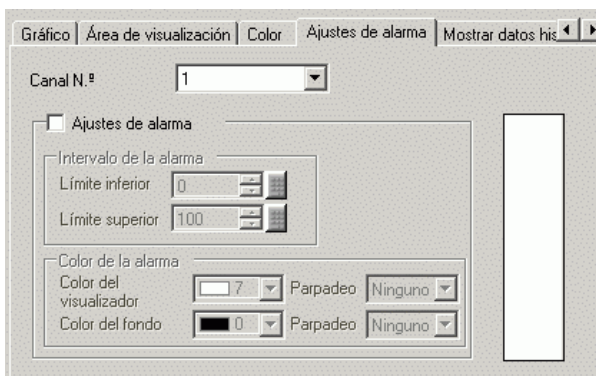 Gráfico Área de visualización Color Ajustes de alarma Mostrar datos his
Canal N.º 1
Ajustes de alarma
Intervalo de la alarma
Límite inferior 0
Límite superior 100
Color de la alarma
Color del visualizador 7 Parpadeo Ninguno
Color del fondo 0 Parpadeo Ninguno